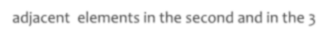 adjacent elements in the second and in the 3